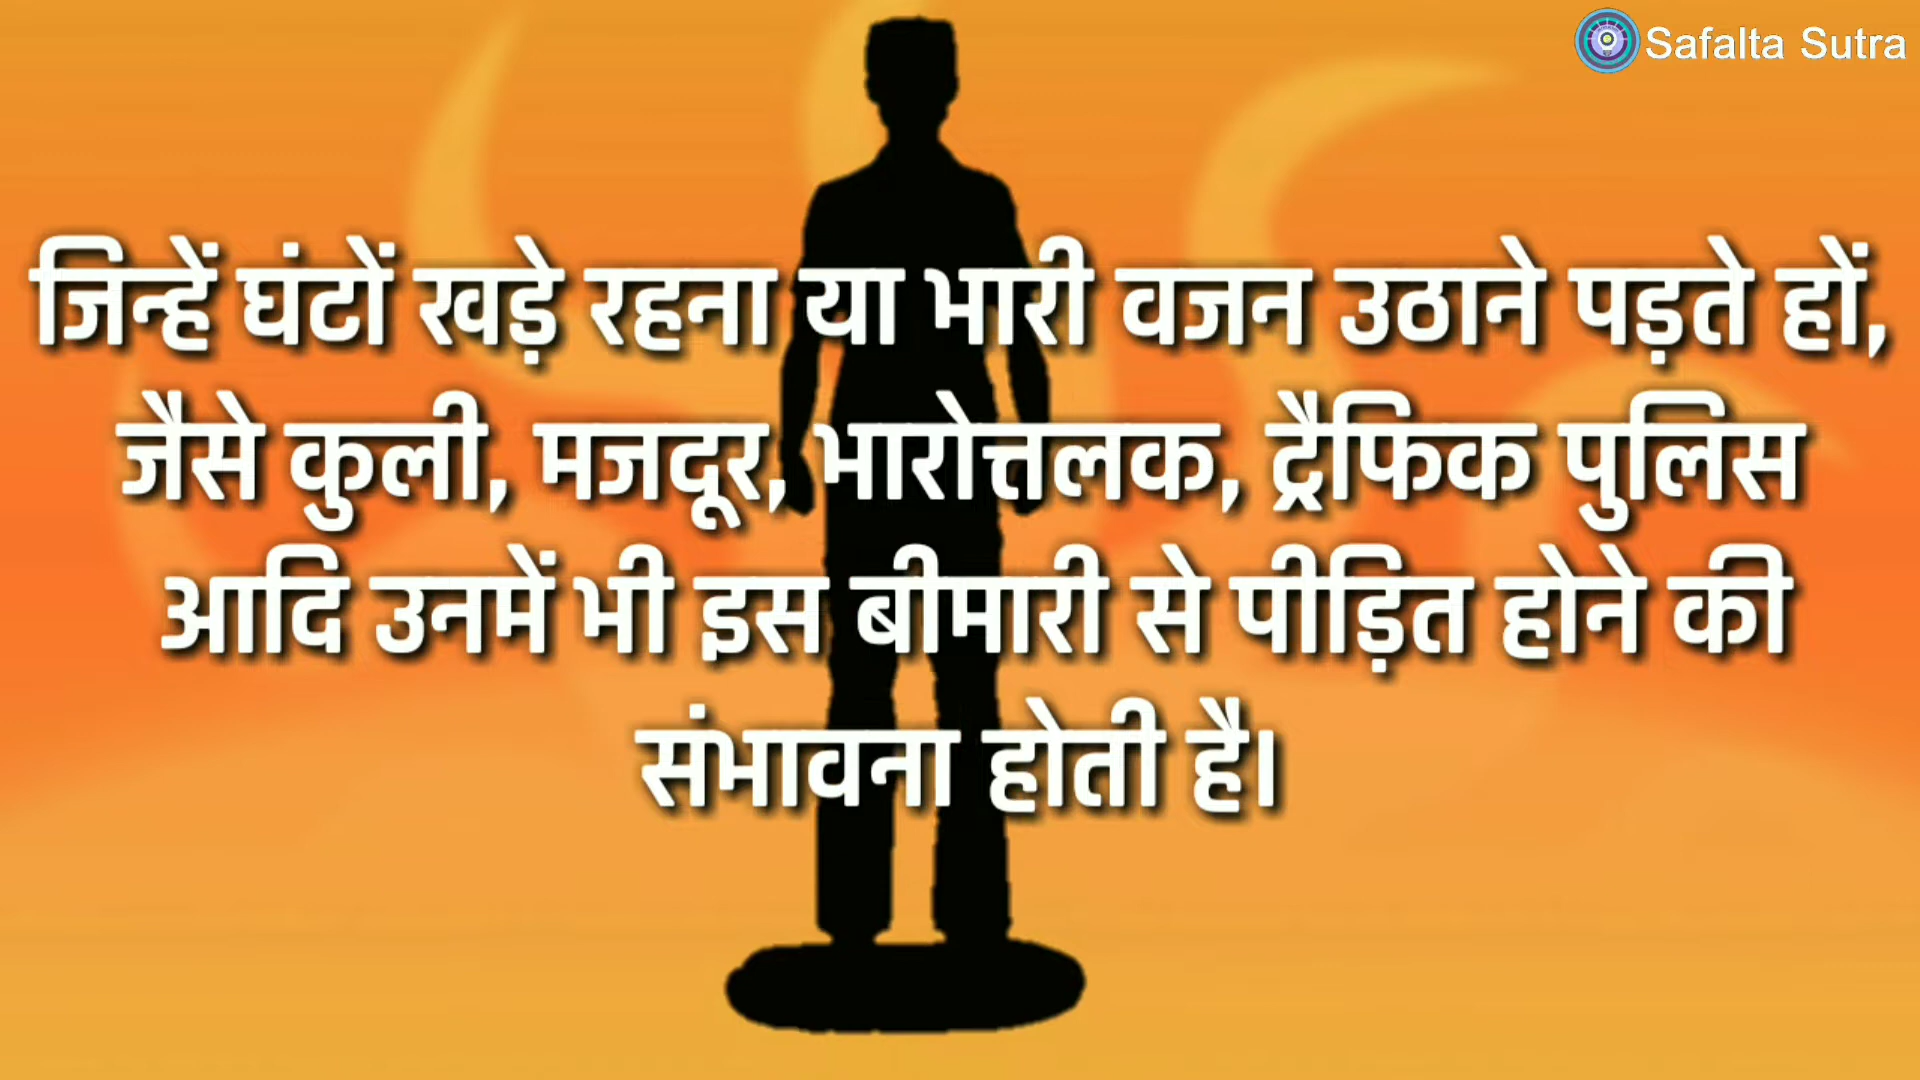 Safalta Sutra
जिन्हें घंटों खड़े रहना या भारी वजन उठाने पड़ते हों,
जैसे कुली, मजदूर, भारोत्तलक, ट्रैफिक पुलिस
आदि उनमें भी इस बीमारी से पीड़ित होने की
संभावना होती है।